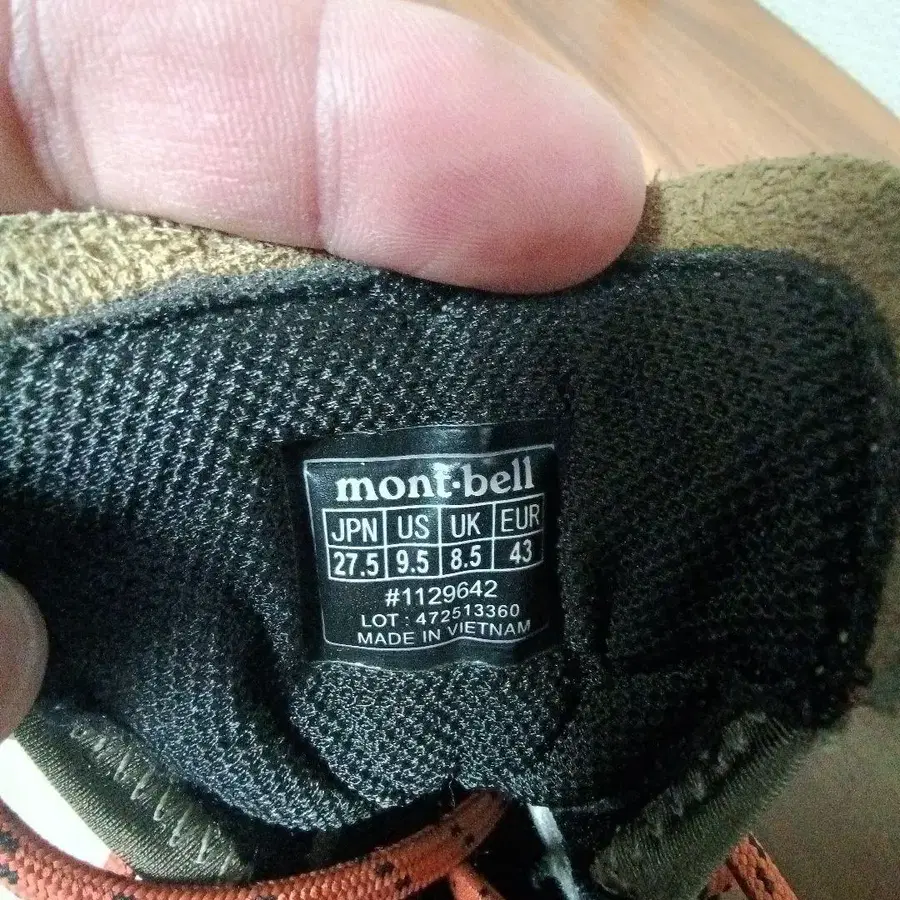 mont·bell
JPN US UK EUR
27.5 9.5 8.5 43
#1129642
LOT : 472513360
MADE IN VIETNAM